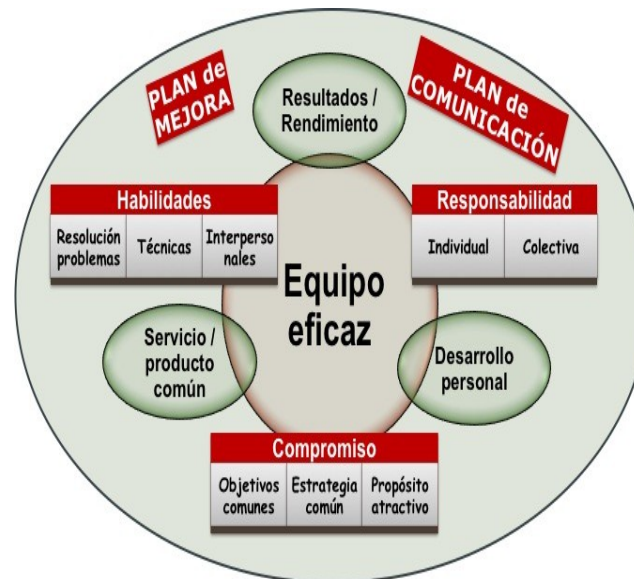 PLAN de
MEJORA
PLAN de
COMUNICACIÓN
Resultados /
Rendimiento
Habilidades
Resolución
problemas
Técnicas
Interperso
nales
Responsabilidad
Individual
Colectiva
Equipo
eficaz
Servicio /
producto
común
Desarrollo
personal
Compromiso
Objetivos
comunes
Estrategia
común
Propósito
atractivo